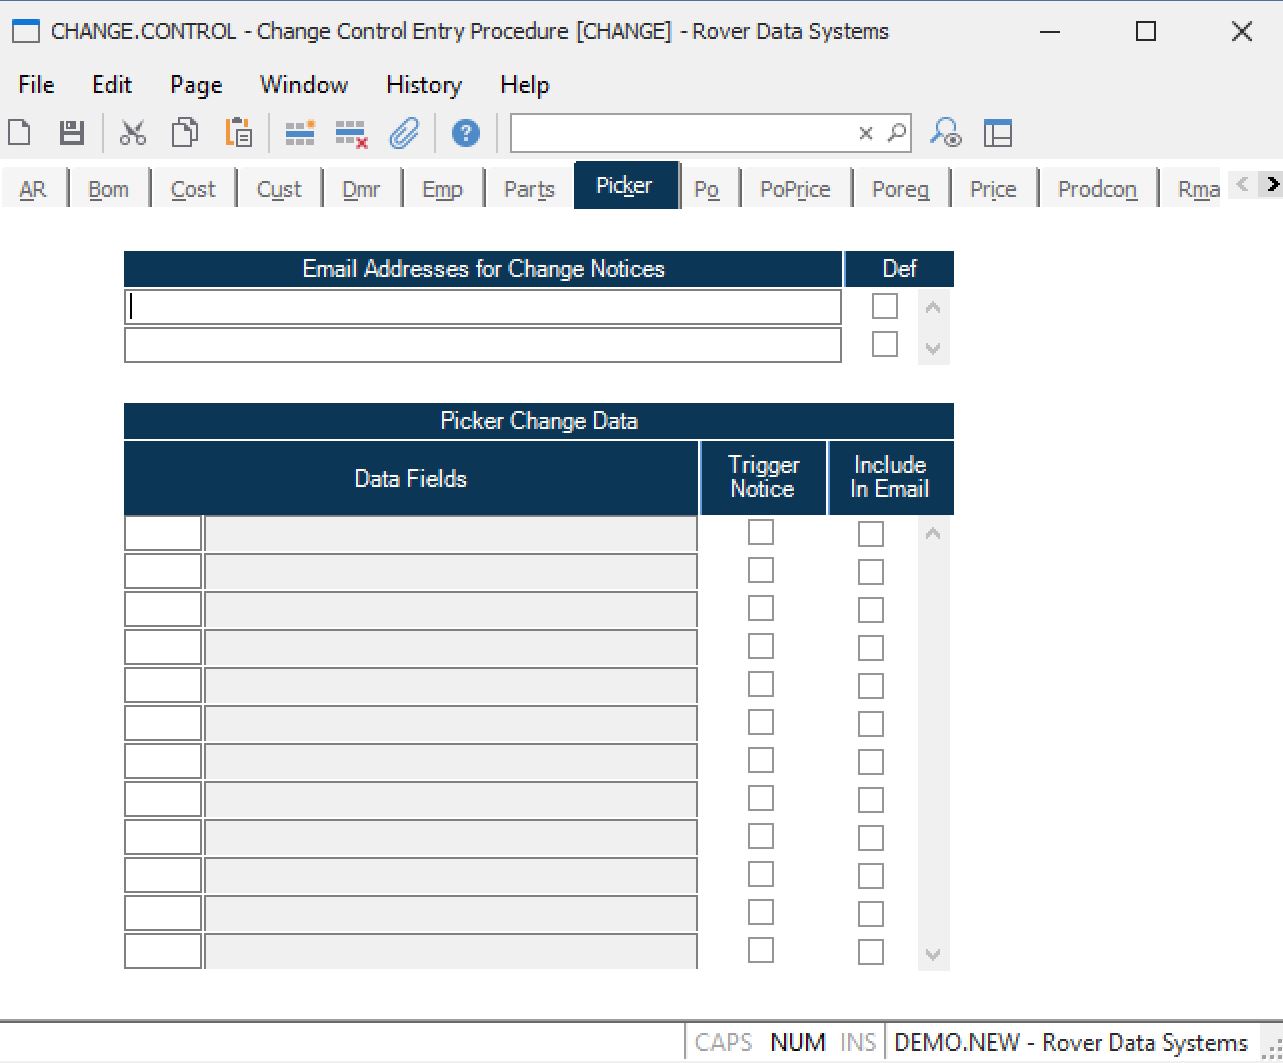 CHANGE.CONTROL - Change Control Entry Procedure [CHANGE] - Rover Data Systems
File Edit Page Window History Help
AR Bom Cost Cust Dmr Emp Parts Picker Po PoPrice Poreg Price Prodcon Rma
Email Addresses for Change Notices Def
Picker Change Data
Data Fields Trigger Notice Include In Email
CAPS NUM INS DEMO.NEW - Rover Data Systems